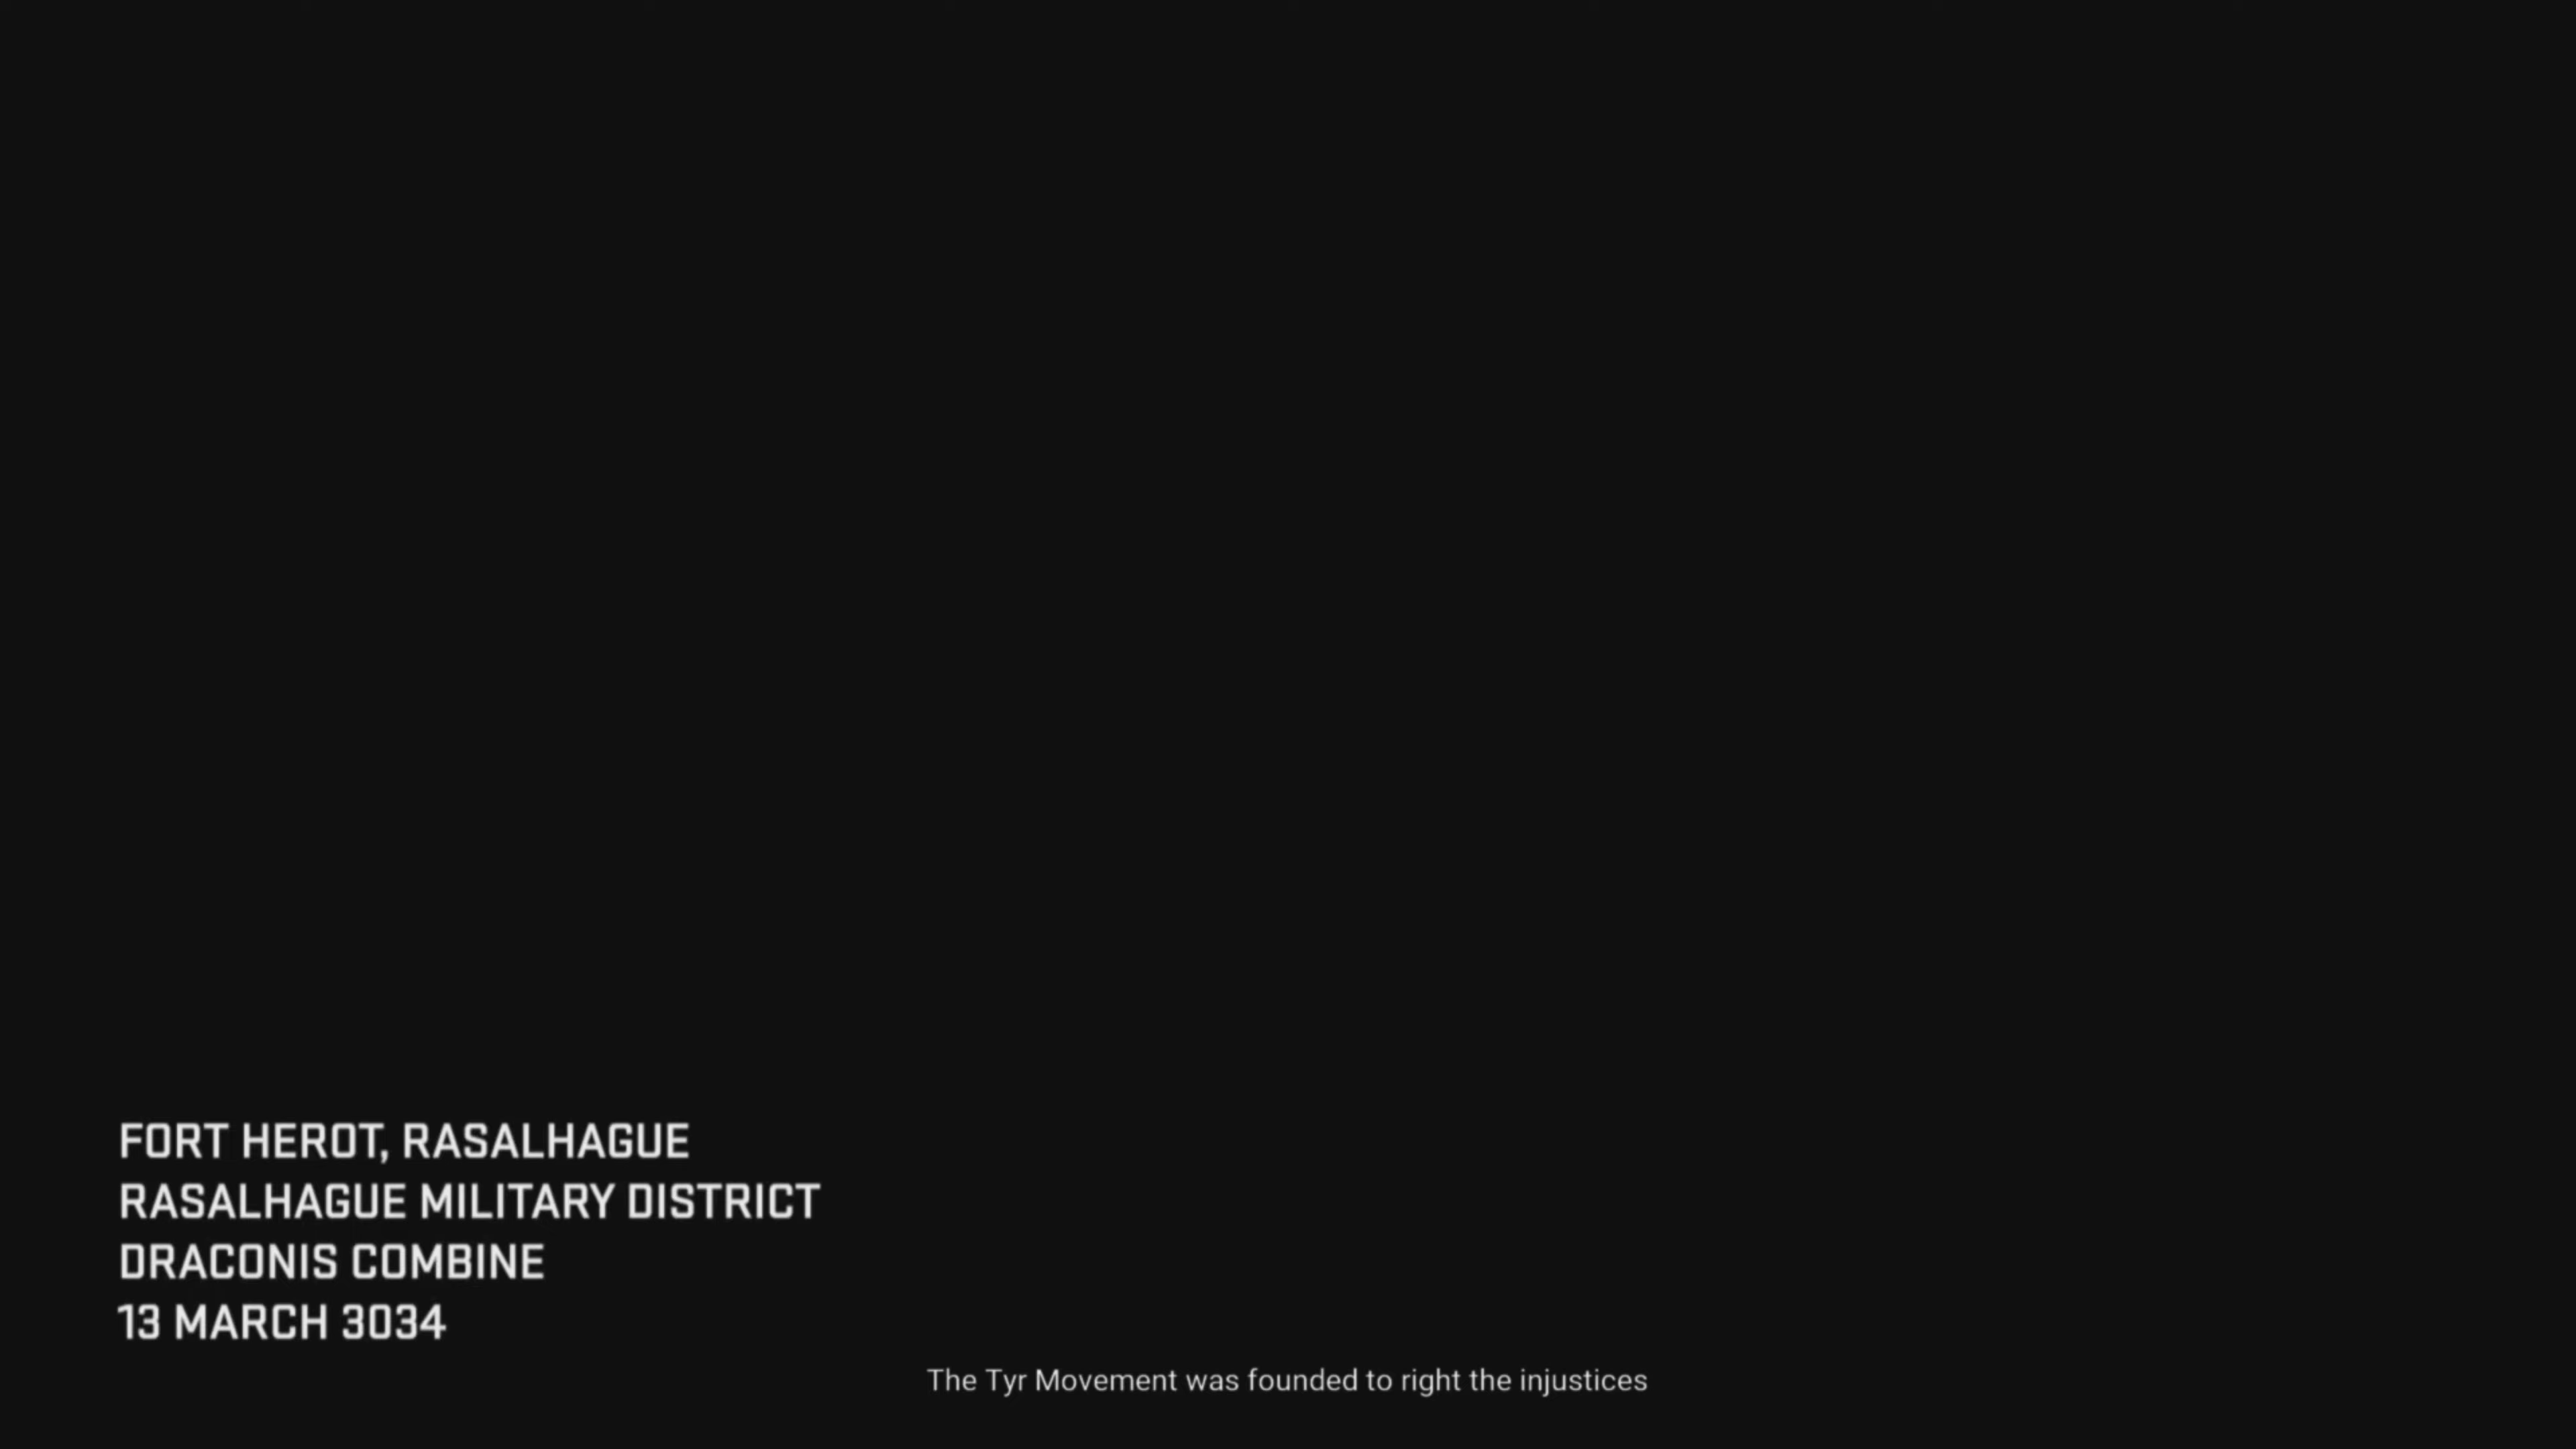 FORT HEROT, RASALHAGUE
RASALHAGUE MILITARY DISTRICT
DRACONIS COMBINE
13 MARCH 3034
The Tyr Movement was founded to right the injustices